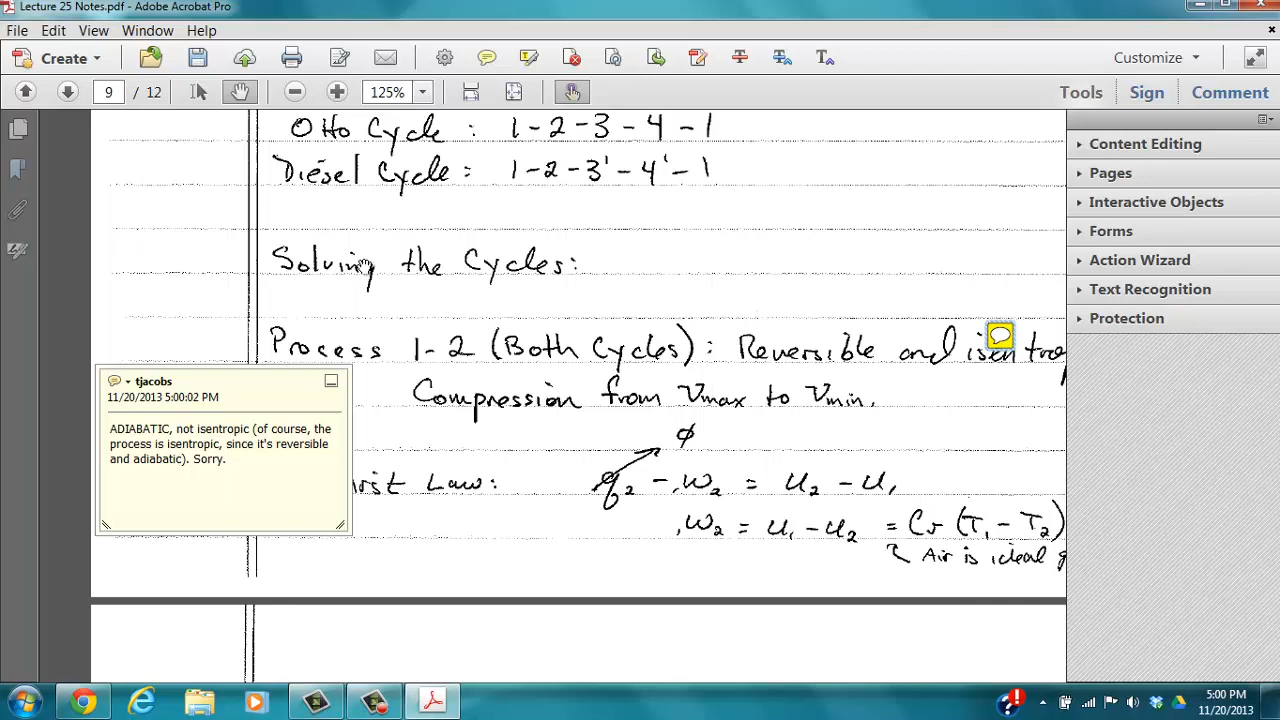 Lecture 25 Notes.pdf - Adobe Acrobat Pro
File Edit View Window Help
Create
Customize
9 / 12
125%
Tools Sign Comment
Content Editing
Pages
Interactive Objects
Forms
Action Wizard
Text Recognition
Protection
Otto Cycle : 1-2-3-4-1
Diesel Cycle : 1-2-3'-4'-1
Solving the Cycles:
Process 1-2 (Both Cycles): Reversible and isentrop
Compression from Vmax to Vmin.
ϕ
irst Law: 1q2 - 1w2 = u2 - u1
1w2 = u1 - u2 = Cv (T1 - T2)
Air is ideal g
tjacobs
11/20/2013 5:00:02 PM
ADIABATIC, not isentropic (of course, the
process is isentropic, since it's reversible
and adiabatic). Sorry.
5:00 PM
11/20/2013